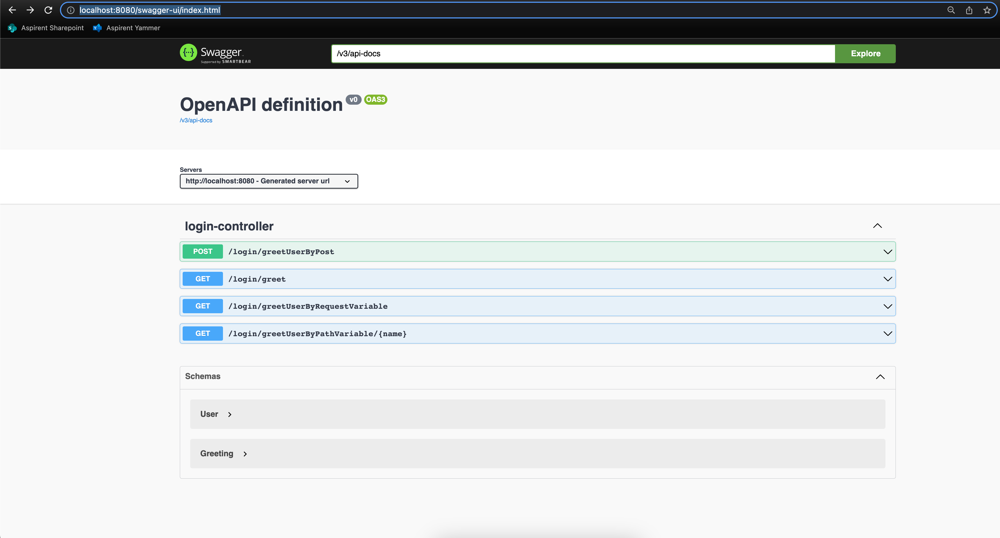 localhost:8080/swagger-ui/index.html
Aspirent Sharepoint Aspirent Yammer
Swagger
Supported by SMARTBEAR
/v3/api-docs Explore
OpenAPI definition v0 OAS3
/v3/api-docs
Servers
http://localhost:8080 - Generated server url
login-controller
POST /login/greetUserByPost
GET /login/greet
GET /login/greetUserByRequestVariable
GET /login/greetUserByPathVariable/{name}
Schemas
User
Greeting